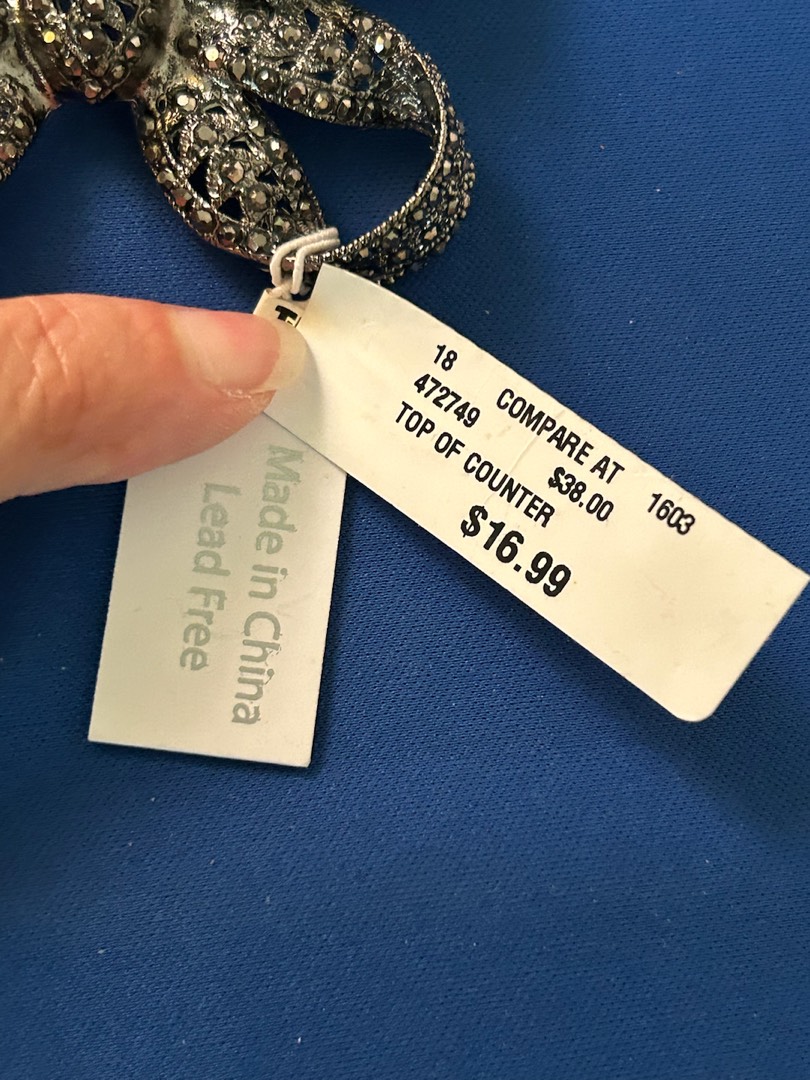 18 COMPARE AT 1603
472749 $38.00
TOP OF COUNTER
$16.99
Made in China
Lead Free